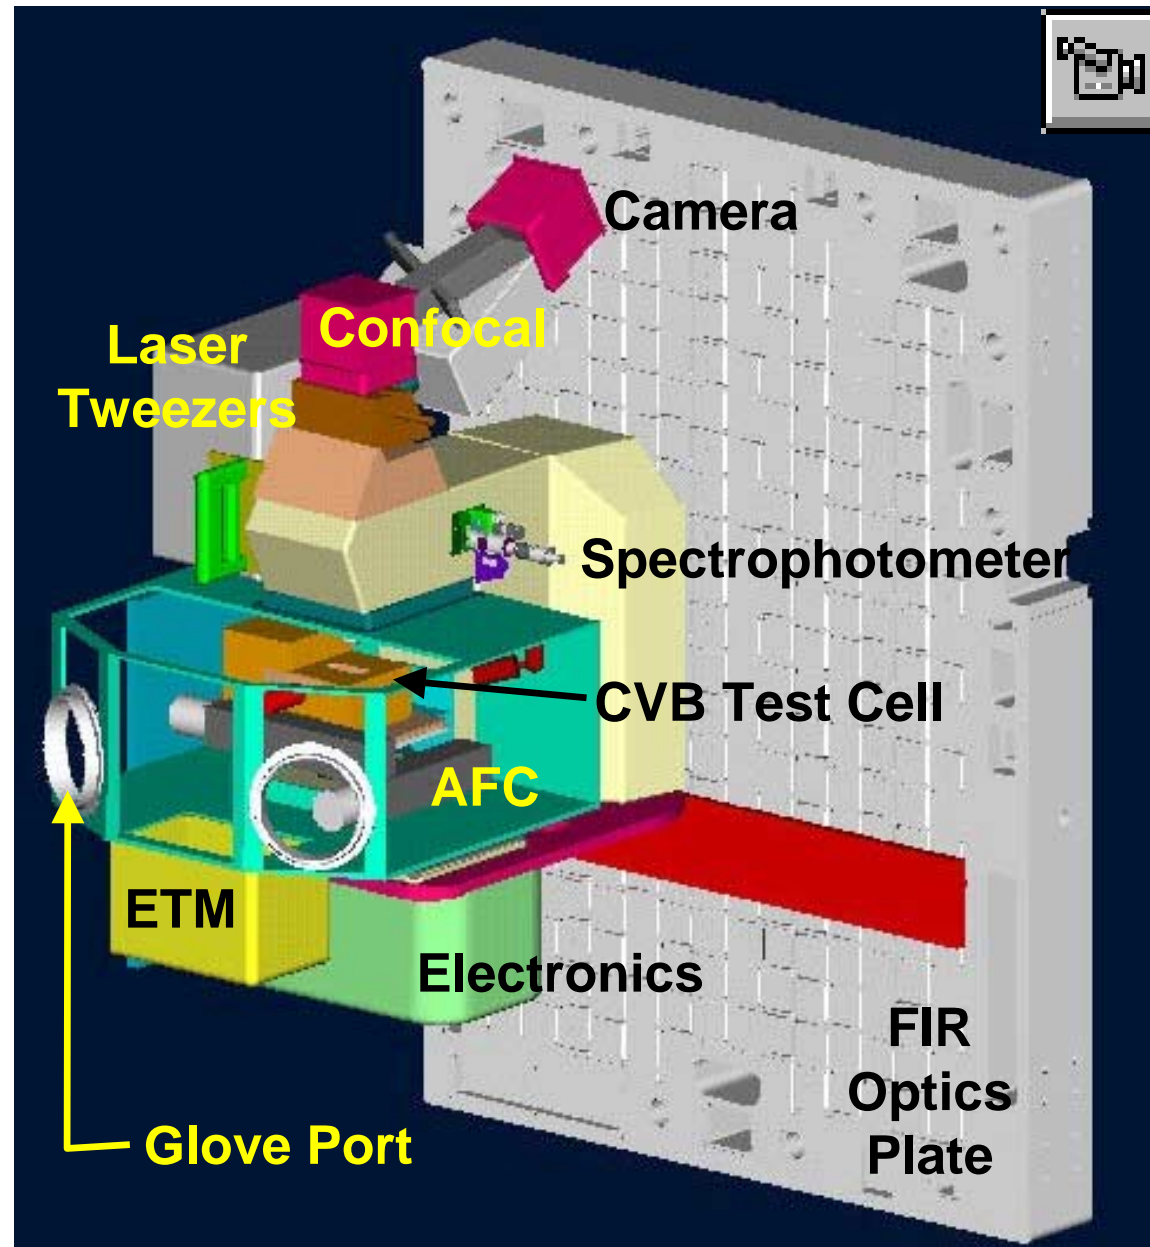 Camera
Confocal
Laser
Tweezers
Spectrophotometer
CVB Test Cell
AFC
ETM
Electronics
FIR
Optics
Plate
Glove Port